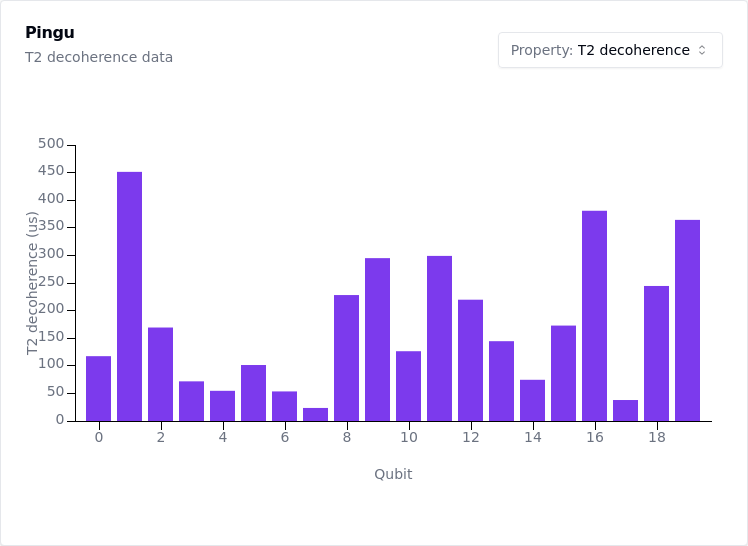 Pingu
T2 decoherence data
Property: T2 decoherence
T2 decoherence (us)
500
450
400
350
300
250
200
150
100
50
0
0 2 4 6 8 10 12 14 16 18
Qubit